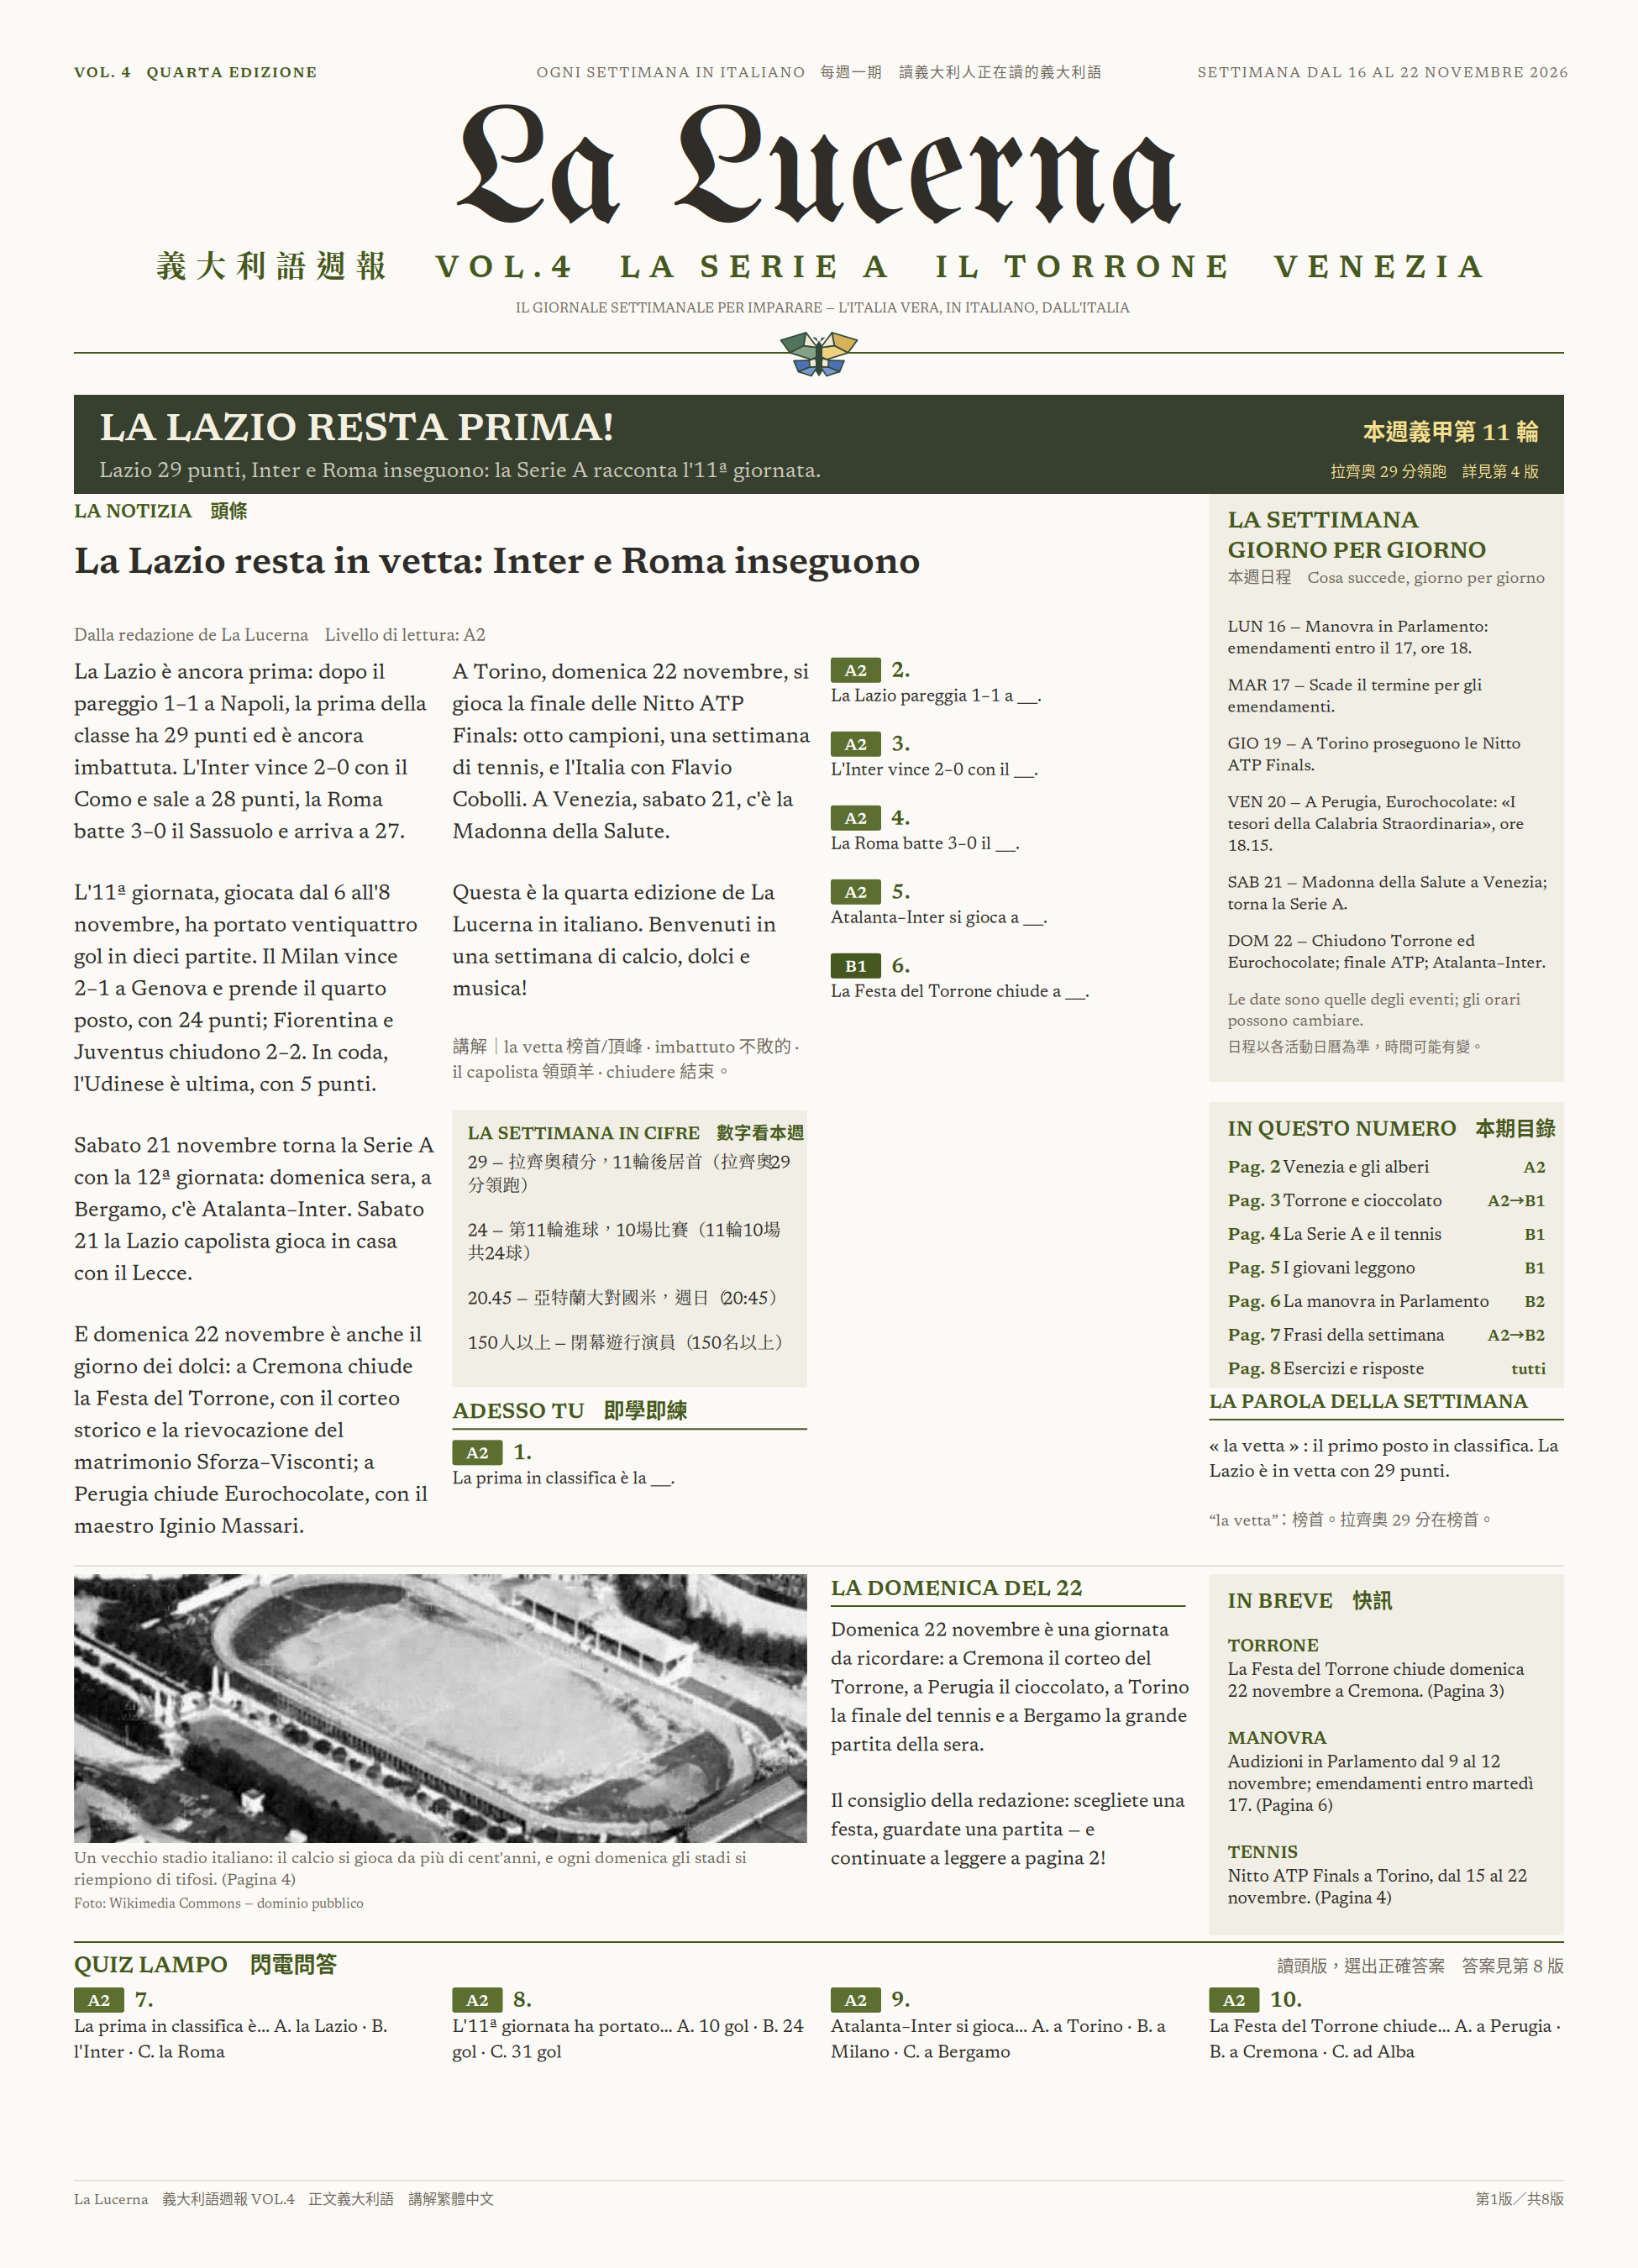 VOL. 4 QUARTA EDIZIONE
OGNI SETTIMANA IN ITALIANO 每週一期 讀義大利人正在讀的義大利語
SETTIMANA DAL 16 AL 22 NOVEMBRE 2026
La Lucerna
義大利語週報 VOL.4 LA SERIE A IL TORRONE VENEZIA
IL GIORNALE SETTIMANALE PER IMPARARE – L'ITALIA VERA, IN ITALIANO, DALL'ITALIA
LA LAZIO RESTA PRIMA!
Lazio 29 punti, Inter e Roma inseguono: la Serie A racconta l'11ª giornata.
本週義甲第 11 輪
拉齊奧 29 分領跑 詳見第 4 版
LA NOTIZIA 頭條
La Lazio resta in vetta: Inter e Roma inseguono
Dalla redazione de La Lucerna Livello di lettura: A2
La Lazio è ancora prima: dopo il
pareggio 1–1 a Napoli, la prima della
classe ha 29 punti ed è ancora
imbattuta. L'Inter vince 2–0 con il
Como e sale a 28 punti, la Roma
batte 3–0 il Sassuolo e arriva a 27.
L'11ª giornata, giocata dal 6 all'8
novembre, ha portato ventiquattro
gol in dieci partite. Il Milan vince
2–1 a Genova e prende il quarto
posto, con 24 punti; Fiorentina e
Juventus chiudono 2–2. In coda,
l'Udinese è ultima, con 5 punti.
Sabato 21 novembre torna la Serie A
con la 12ª giornata: domenica sera, a
Bergamo, c'è Atalanta–Inter. Sabato
21 la Lazio capolista gioca in casa
con il Lecce.
E domenica 22 novembre è anche il
giorno dei dolci: a Cremona chiude
la Festa del Torrone, con il corteo
storico e la rievocazione del
matrimonio Sforza–Visconti; a
Perugia chiude Eurochocolate, con il
maestro Iginio Massari.
A Torino, domenica 22 novembre, si
gioca la finale delle Nitto ATP
Finals: otto campioni, una settimana
di tennis, e l'Italia con Flavio
Cobolli. A Venezia, sabato 21, c'è la
Madonna della Salute.
Questa è la quarta edizione de La
Lucerna in italiano. Benvenuti in
una settimana di calcio, dolci e
musica!
講解｜la vetta 榜首/頂峰 · imbattuto 不敗的 ·
il capolista 領頭羊 · chiudere 結束。
LA SETTIMANA IN CIFRE 數字看本週
29 – 拉齊奧積分，11輪後居首（拉齊奧29
分領跑）
24 – 第11輪進球，10場比賽（11輪10場
共24球）
20.45 – 亞特蘭大對國米，週日（20:45）
150人以上 – 閉幕遊行演員（150名以上）
ADESSO TU 即學即練
A2 1.
La prima in classifica è la __.
A2 2.
La Lazio pareggia 1–1 a __.
A2 3.
L'Inter vince 2–0 con il __.
A2 4.
La Roma batte 3–0 il __.
A2 5.
Atalanta–Inter si gioca a __.
B1 6.
La Festa del Torrone chiude a __.
LA SETTIMANA
GIORNO PER GIORNO
本週日程 Cosa succede, giorno per giorno
LUN 16 – Manovra in Parlamento:
emendamenti entro il 17, ore 18.
MAR 17 – Scade il termine per gli
emendamenti.
GIO 19 – A Torino proseguono le Nitto
ATP Finals.
VEN 20 – A Perugia, Eurochocolate: «I
tesori della Calabria Straordinaria», ore
18.15.
SAB 21 – Madonna della Salute a Venezia;
torna la Serie A.
DOM 22 – Chiudono Torrone ed
Eurochocolate; finale ATP; Atalanta–Inter.
Le date sono quelle degli eventi; gli orari
possono cambiare.
日程以各活動日曆為準，時間可能有變。
IN QUESTO NUMERO 本期目錄
Pag. 2 Venezia e gli alberi A2
Pag. 3 Torrone e cioccolato A2→B1
Pag. 4 La Serie A e il tennis B1
Pag. 5 I giovani leggono B1
Pag. 6 La manovra in Parlamento B2
Pag. 7 Frasi della settimana A2→B2
Pag. 8 Esercizi e risposte tutti
LA PAROLA DELLA SETTIMANA
« la vetta » : il primo posto in classifica. La
Lazio è in vetta con 29 punti.
“la vetta”：榜首。拉齊奧 29 分在榜首。
Un vecchio stadio italiano: il calcio si gioca da più di cent'anni, e ogni domenica gli stadi si
riempiono di tifosi. (Pagina 4)
Foto: Wikimedia Commons – dominio pubblico
LA DOMENICA DEL 22
Domenica 22 novembre è una giornata
da ricordare: a Cremona il corteo del
Torrone, a Perugia il cioccolato, a Torino
la finale del tennis e a Bergamo la grande
partita della sera.
Il consiglio della redazione: scegliete una
festa, guardate una partita – e
continuate a leggere a pagina 2!
IN BREVE 快訊
TORRONE
La Festa del Torrone chiude domenica
22 novembre a Cremona. (Pagina 3)
MANOVRA
Audizioni in Parlamento dal 9 al 12
novembre; emendamenti entro martedì
17. (Pagina 6)
TENNIS
Nitto ATP Finals a Torino, dal 15 al 22
novembre. (Pagina 4)
QUIZ LAMPO 閃電問答
讀頭版，選出正確答案 答案見第 8 版
A2 7.
La prima in classifica è... A. la Lazio · B.
l'Inter · C. la Roma
A2 8.
L'11ª giornata ha portato... A. 10 gol · B. 24
gol · C. 31 gol
A2 9.
Atalanta–Inter si gioca... A. a Torino · B. a
Milano · C. a Bergamo
A2 10.
La Festa del Torrone chiude... A. a Perugia ·
B. a Cremona · C. ad Alba
La Lucerna 義大利語週報 VOL.4 正文義大利語 講解繁體中文
第1版／共8版